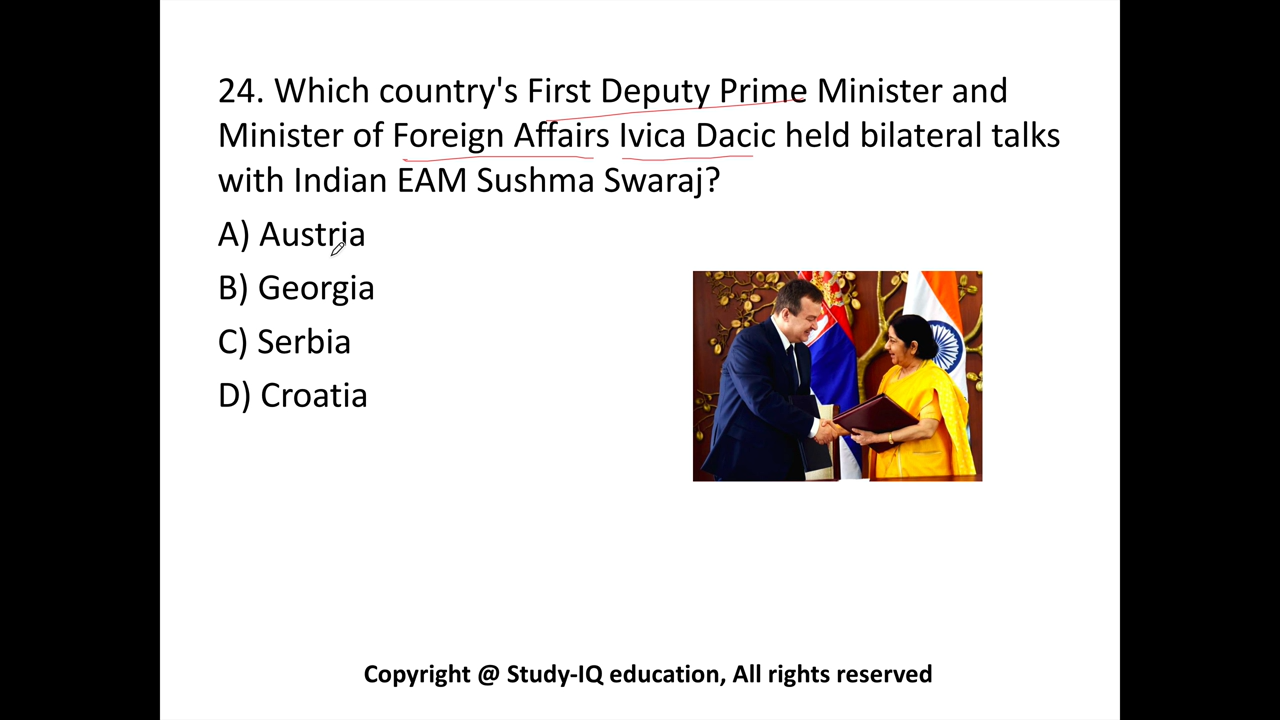 24. Which country's First Deputy Prime Minister and
Minister of Foreign Affairs Ivica Dacic held bilateral talks
with Indian EAM Sushma Swaraj?
A) Austria
B) Georgia
C) Serbia
D) Croatia
Copyright @ Study-IQ education, All rights reserved